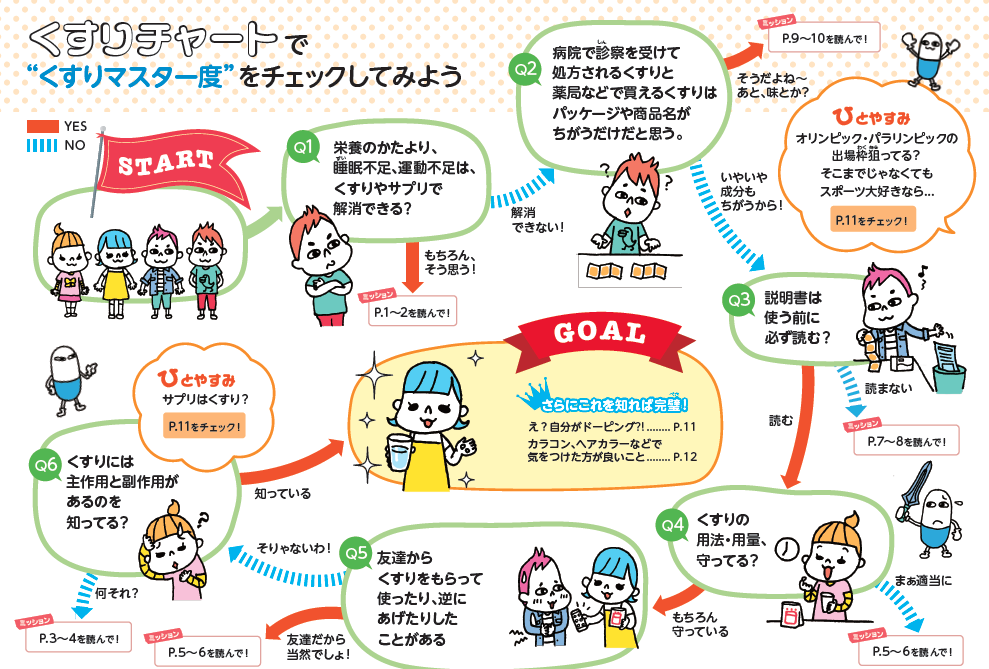 くすりチャートで
“くすりマスター度”をチェックしてみよう
YES
NO
START
Q1
栄養のかたより、
睡眠不足、運動不足は、
くすりやサプリで
解消できる?
もちろん、
そう思う!
ミッション
P.1〜2を読んで!
解消
できない!
Q2
病院で診察を受けて
処方されるくすりと
薬局などで買えるくすりは
パッケージや商品名が
ちがうだけだと思う。
そうだよね〜
あと、味とか?
ミッション
P.9〜10を読んで!
いやいや
成分も
ちがうから!
ひとやすみ
オリンピック・パラリンピックの
出場枠狙ってる?
そこまでじゃなくても
スポーツ大好きなら…
P.11をチェック!
Q3
説明書は
使う前に
必ず読む?
読まない
ミッション
P.7〜8を読んで!
読む
Q4
くすりの
用法・用量、
守ってる?
まぁ適当に
ミッション
P.5〜6を読んで!
もちろん
守っている
Q5
友達から
くすりをもらって
使ったり、逆に
あげたりした
ことがある
友達だから
当然でしょ!
ミッション
P.5〜6を読んで!
そりゃないわ!
Q6
くすりには
主作用と副作用が
あるのを
知ってる?
何それ?
ミッション
P.3〜4を読んで!
知っている
ひとやすみ
サプリはくすり?
P.11をチェック!
GOAL
さらにこれを知れば完璧!
え?自分がドーピング?!........ P.11
カラコン、ヘアカラーなどで
気をつけた方が良いこと........ P.12